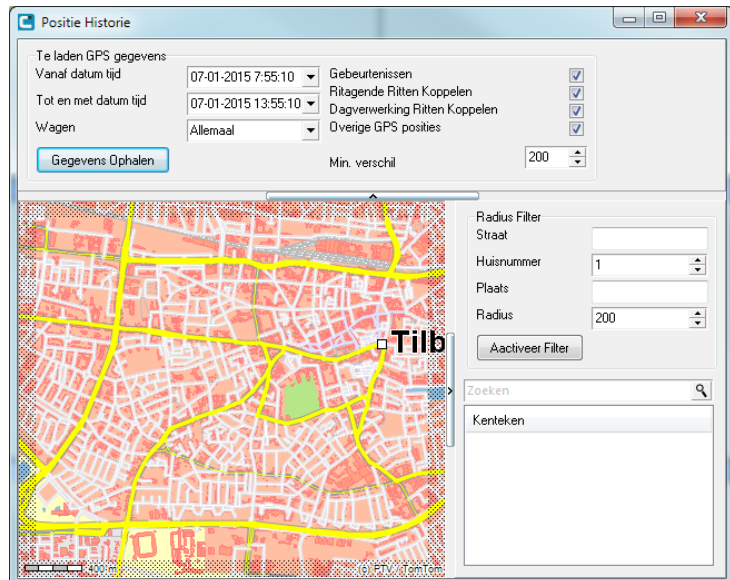 Positie Historie
Te laden GPS gegevens
Vanaf datum tijd
07-01-2015 7:55:10
Tot en met datum tijd
07-01-2015 13:55:10
Wagen
Allemaal
Gegevens Ophalen
Gebeurtenissen
Ritagende Ritten Koppelen
Dagverwerking Ritten Koppelen
Overige GPS posities
Min. verschil
200
Tilb
400 m
(c) PTV / TomTom
Radius Filter
Straat
Huisnummer
1
Plaats
Radius
200
Aactiveer Filter
Zoeken
Kenteken